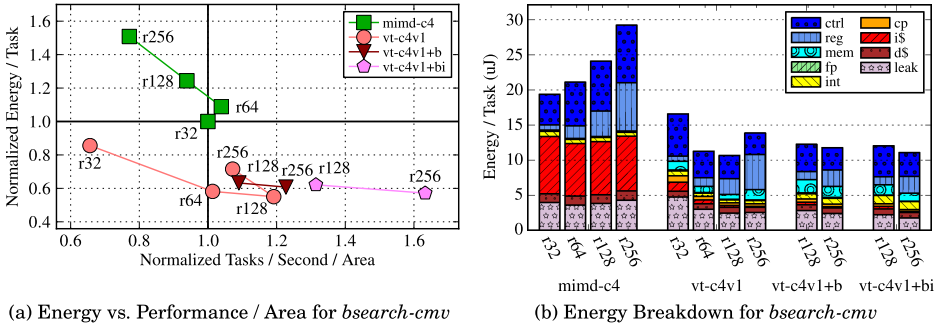 Normalized Energy / Task
1.6
1.4
1.2
1.0
0.8
0.6
0.4
r256
r128
r64
r32
r32
r64
r256
r128
r128
r256
r128
r256
mimd-c4
vt-c4v1
vt-c4v1+b
vt-c4v1+bi
0.6 0.8 1.0 1.2 1.4 1.6
Normalized Tasks / Second / Area
(a) Energy vs. Performance / Area for bsearch-cmv
Energy / Task (uJ)
30
25
20
15
10
5
0
ctrl
reg
mem
fp
int
cp
i$
d$
leak
r32 r64 r128 r256 r32 r64 r128 r256 r128 r256 r128 r256
mimd-c4 vt-c4v1 vt-c4v1+b vt-c4v1+bi
(b) Energy Breakdown for bsearch-cmv